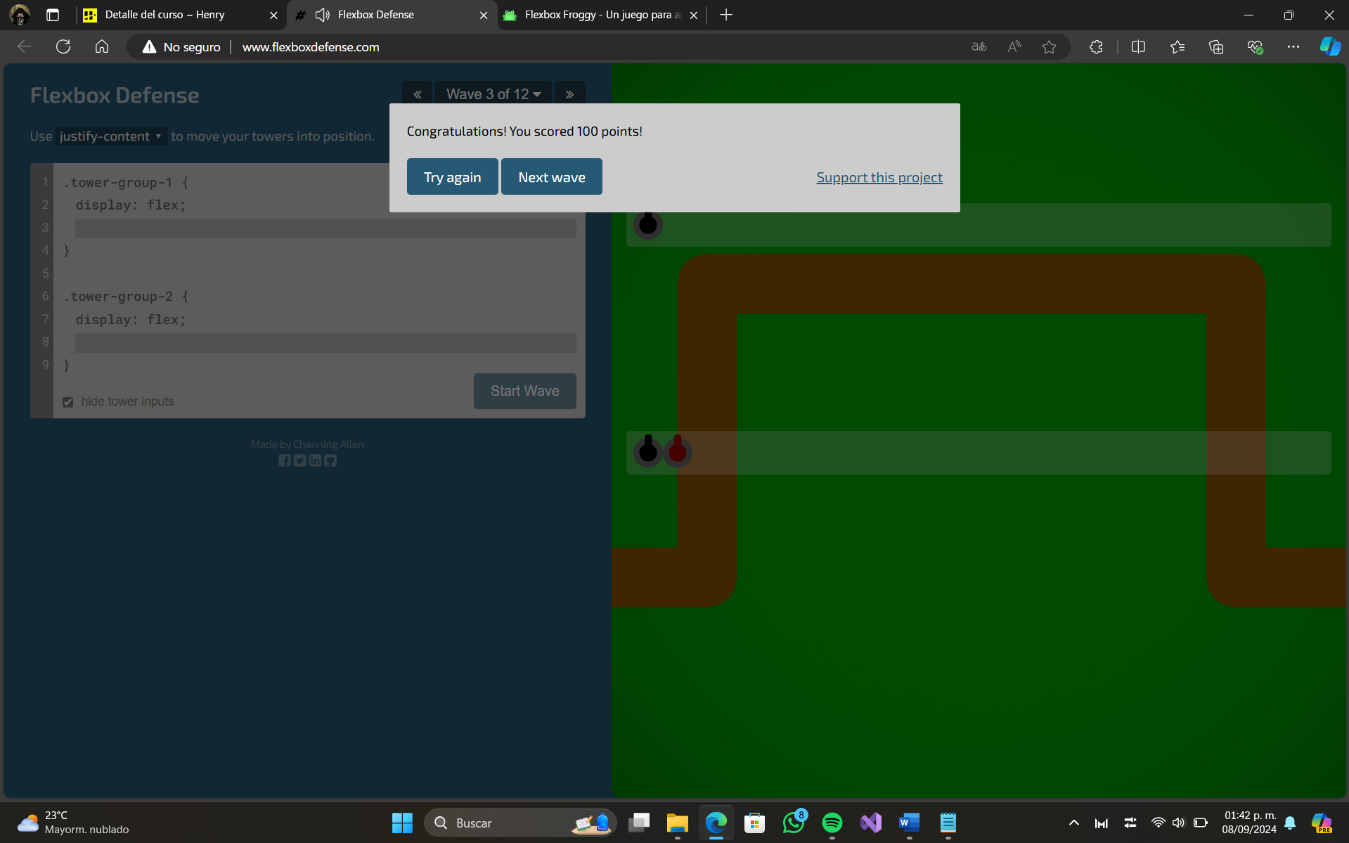 Detalle del curso – Henry
Flexbox Defense
Flexbox Froggy - Un juego para a
No seguro
www.flexboxdefense.com
Flexbox Defense
« Wave 3 of 12 »
Use justify-content to move your towers into position.
Congratulations! You scored 100 points!
Try again
Next wave
Support this project
1 .tower-group-1 {
2 display: flex;
3
4 }
5
6 .tower-group-2 {
7 display: flex;
8
9 }
Start Wave
hide tower inputs
Made by Channing Allen
23°C
Mayorm. nublado
Buscar
8
01:42 p. m.
08/09/2024
PRE